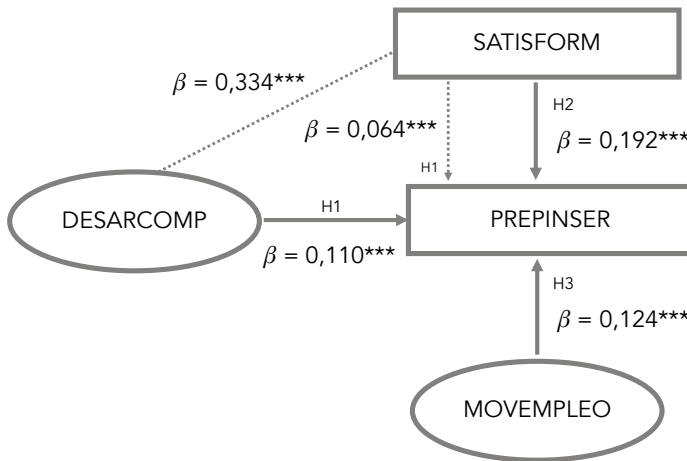 SATISFORM
β = 0,334***
H2
β = 0,064***
β = 0,192***
H1
H1
DESARCOMP
PREPINSER
β = 0,110***
H3
β = 0,124***
MOVEMPLEO